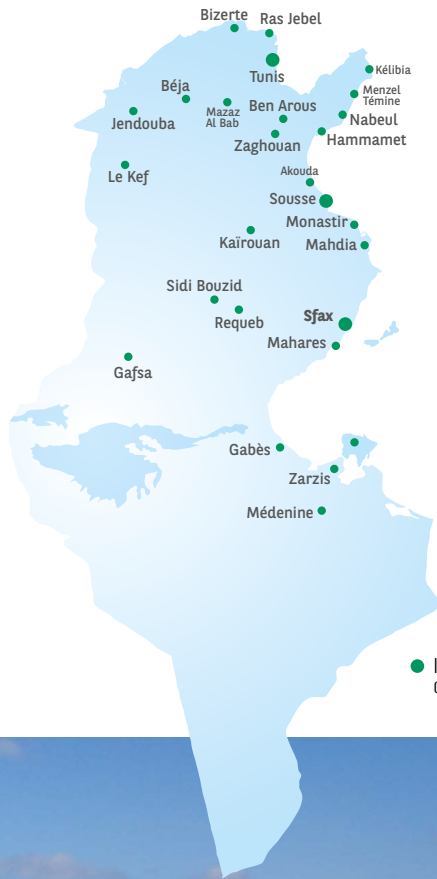 Bizerte
Ras Jebel
Tunis
Kélibia
Béja
Menzel
Témine
Mazaz
Al Bab
Ben Arous
Nabeul
Jendouba
Zaghouan
Hammamet
Le Kef
Akouda
Sousse
Monastir
Kaïrouan
Mahdia
Sidi Bouzid
Requeb
Sfax
Mahares
Gafsa
Gabès
Zarzis
Médenine